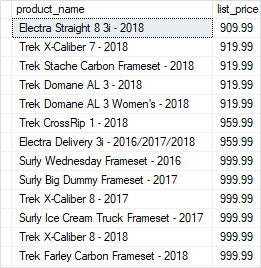 product_name list_price
Electra Straight 8 3i - 2018 909.99
Trek X-Caliber 7 - 2018 919.99
Trek Stache Carbon Frameset - 2018 919.99
Trek Domane AL 3 - 2018 919.99
Trek Domane AL 3 Women's - 2018 919.99
Trek CrossRip 1 - 2018 959.99
Electra Delivery 3i - 2016/2017/2018 959.99
Surly Wednesday Frameset - 2016 999.99
Surly Big Dummy Frameset - 2017 999.99
Trek X-Caliber 8 - 2017 999.99
Surly Ice Cream Truck Frameset - 2017 999.99
Trek X-Caliber 8 - 2018 999.99
Trek Farley Carbon Frameset - 2018 999.99